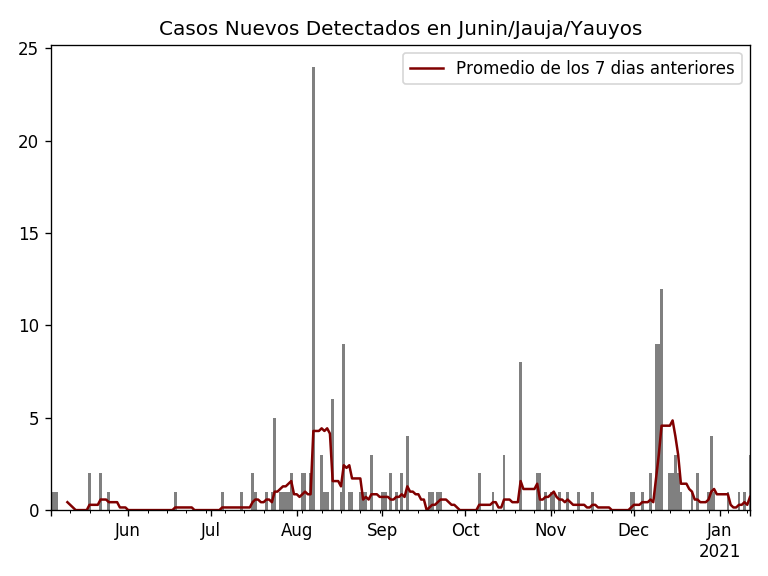 Casos Nuevos Detectados en Junin/Jauja/Yauyos
Promedio de los 7 dias anteriores
25
20
15
10
5
0
Jun Jul Aug Sep Oct Nov Dec Jan
2021